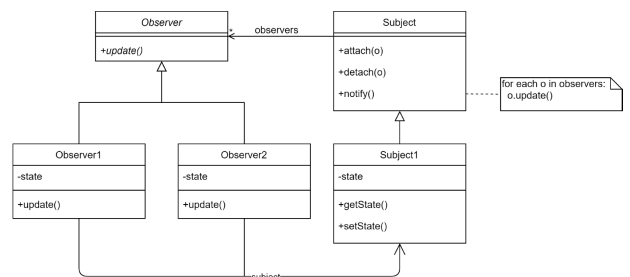 Observer
+update()
* observers
Subject
+attach(o)
+detach(o)
+notify()
for each o in observers:
o.update()
Observer1
-state
+update()
Observer2
-state
+update()
Subject1
-state
+getState()
+setState()
subject